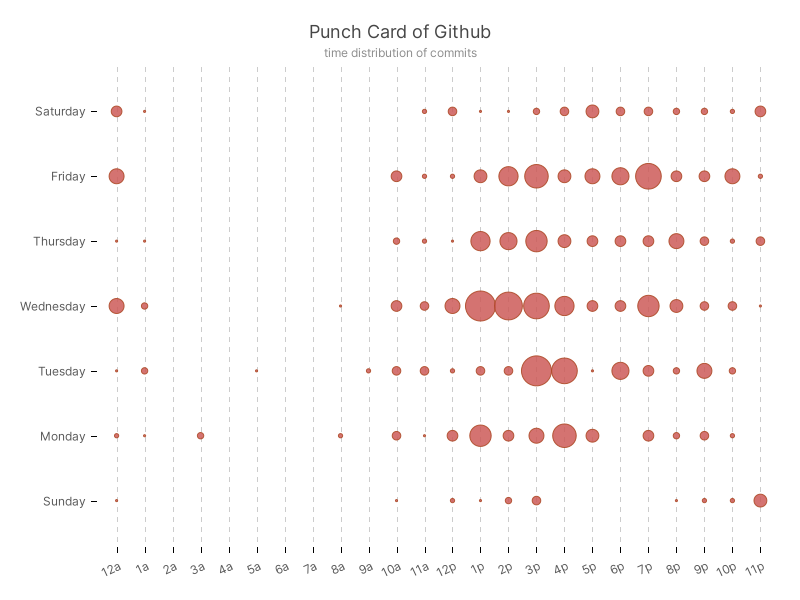 Punch Card of Github
time distribution of commits
Saturday
Friday
Thursday
Wednesday
Tuesday
Monday
Sunday
12a 1a 2a 3a 4a 5a 6a 7a 8a 9a 10a 11a 12p 1p 2p 3p 4p 5p 6p 7p 8p 9p 10p 11p